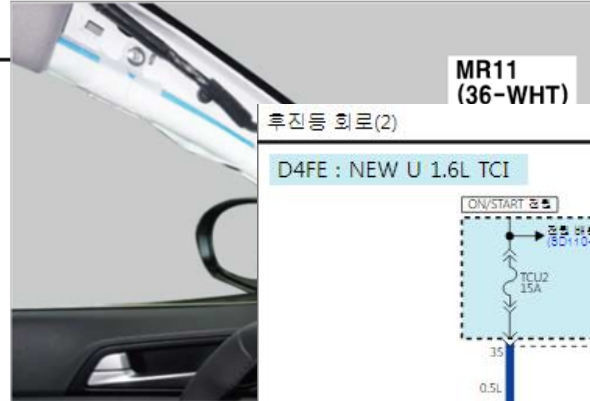 MR11
(36-WHT)
후진등 회로(2)
D4FE : NEW U 1.6L TCI
ON/START 전원
TCU2
15A
35
0.5L